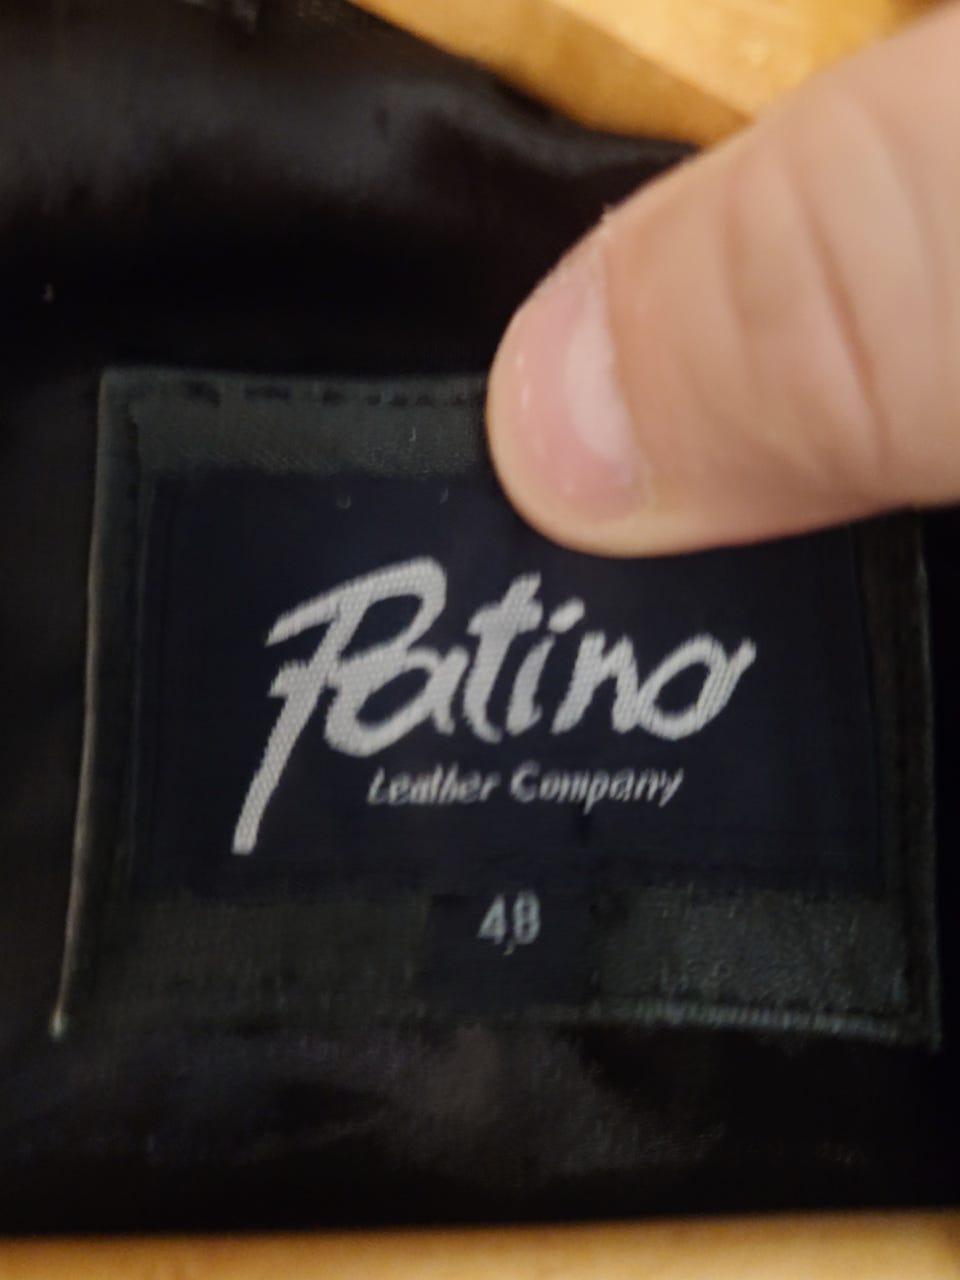 Patino
Leather Company
48